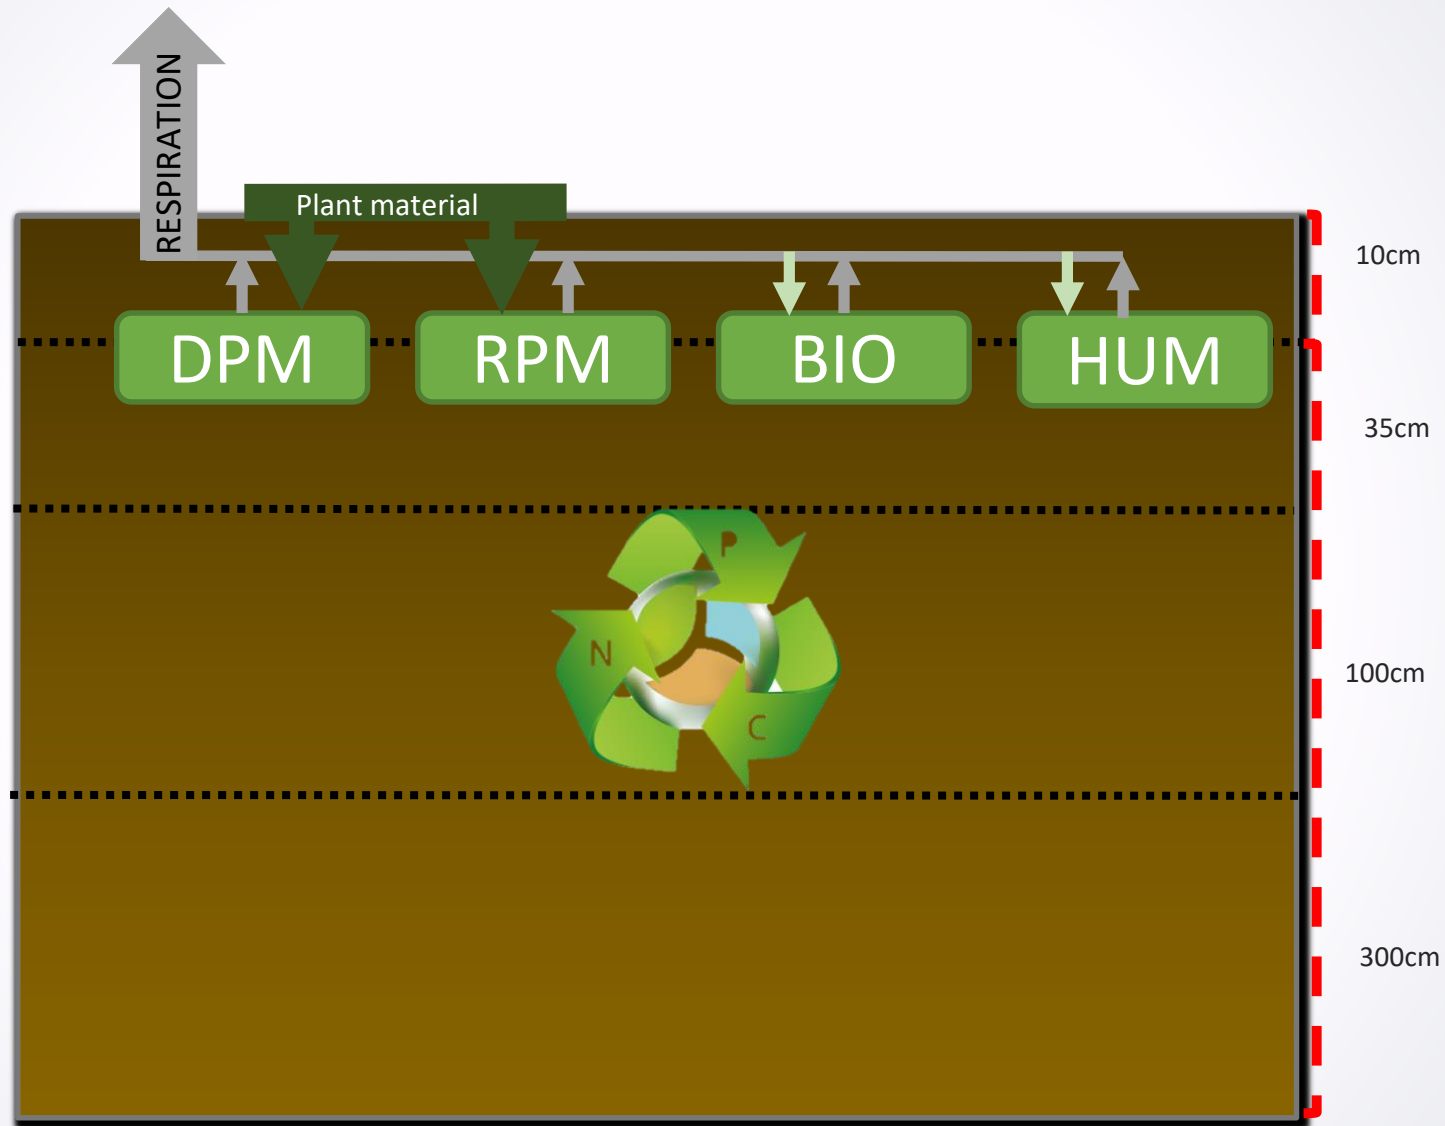 RESPIRATION
Plant material
10cm
DPM
RPM
BIO
HUM
35cm
P
N
C
100cm
300cm